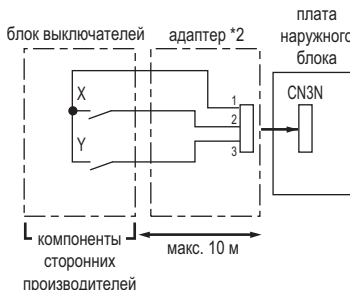 блок выключателей
адаптер *2
плата
наружного
блока
CN3N
X
Y
1
2
3
компоненты
сторонних
производителей
макс. 10 м